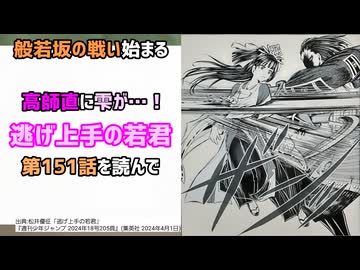 般若坂の戦い始まる
高師直に雫が…！
逃げ上手の若君
第151話を読んで
出典:松井優征『逃げ上手の若君』
『週刊少年ジャンプ 2024年18号205頁』(集英社 2024年4月1日)